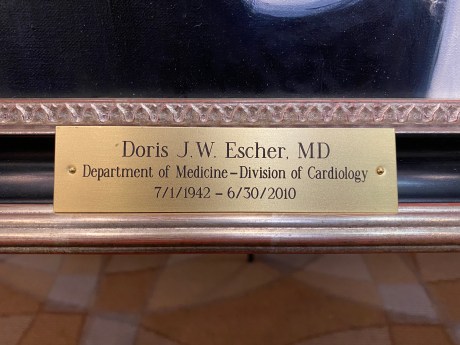 Doris J.W. Escher, MD
Department of Medicine – Division of Cardiology
7/1/1942 – 6/30/2010